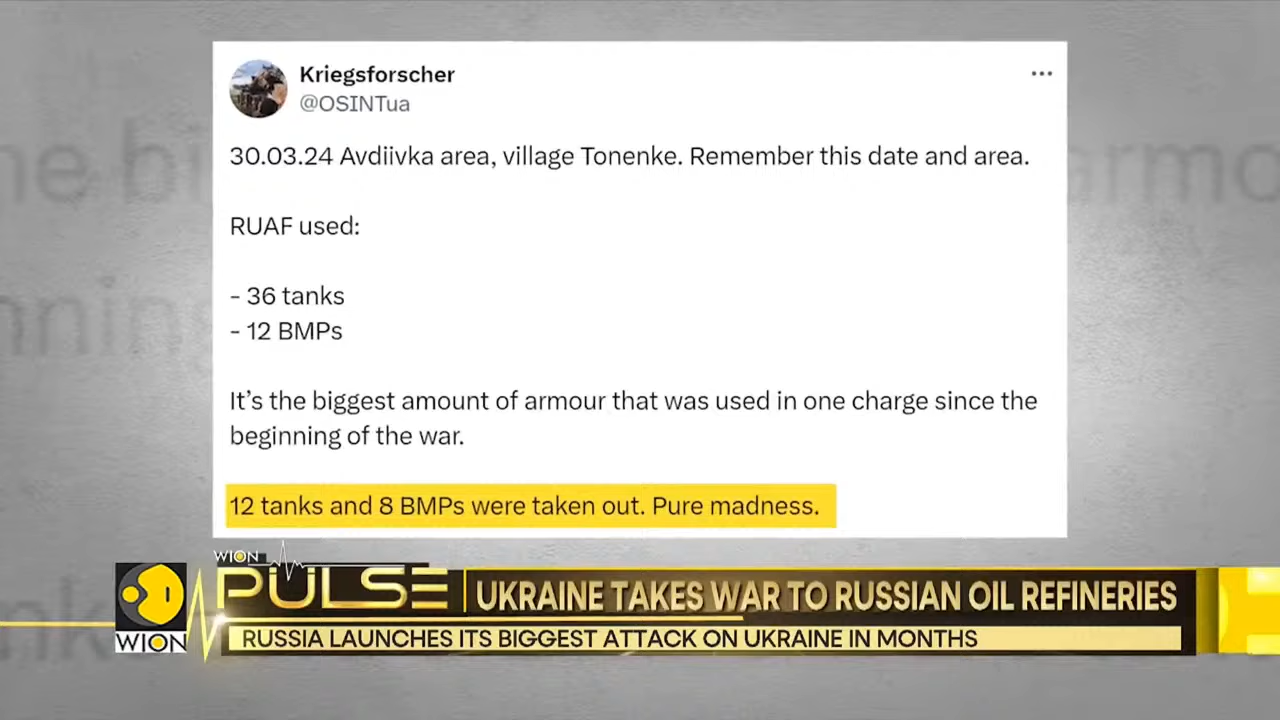 Kriegsforscher
@OSINTua
30.03.24 Avdiivka area, village Tonenke. Remember this date and area.
RUAF used:
- 36 tanks
- 12 BMPs
It’s the biggest amount of armour that was used in one charge since the
beginning of the war.
12 tanks and 8 BMPs were taken out. Pure madness.
WION
PULSE
UKRAINE TAKES WAR TO RUSSIAN OIL REFINERIES
WION
RUSSIA LAUNCHES ITS BIGGEST ATTACK ON UKRAINE IN MONTHS